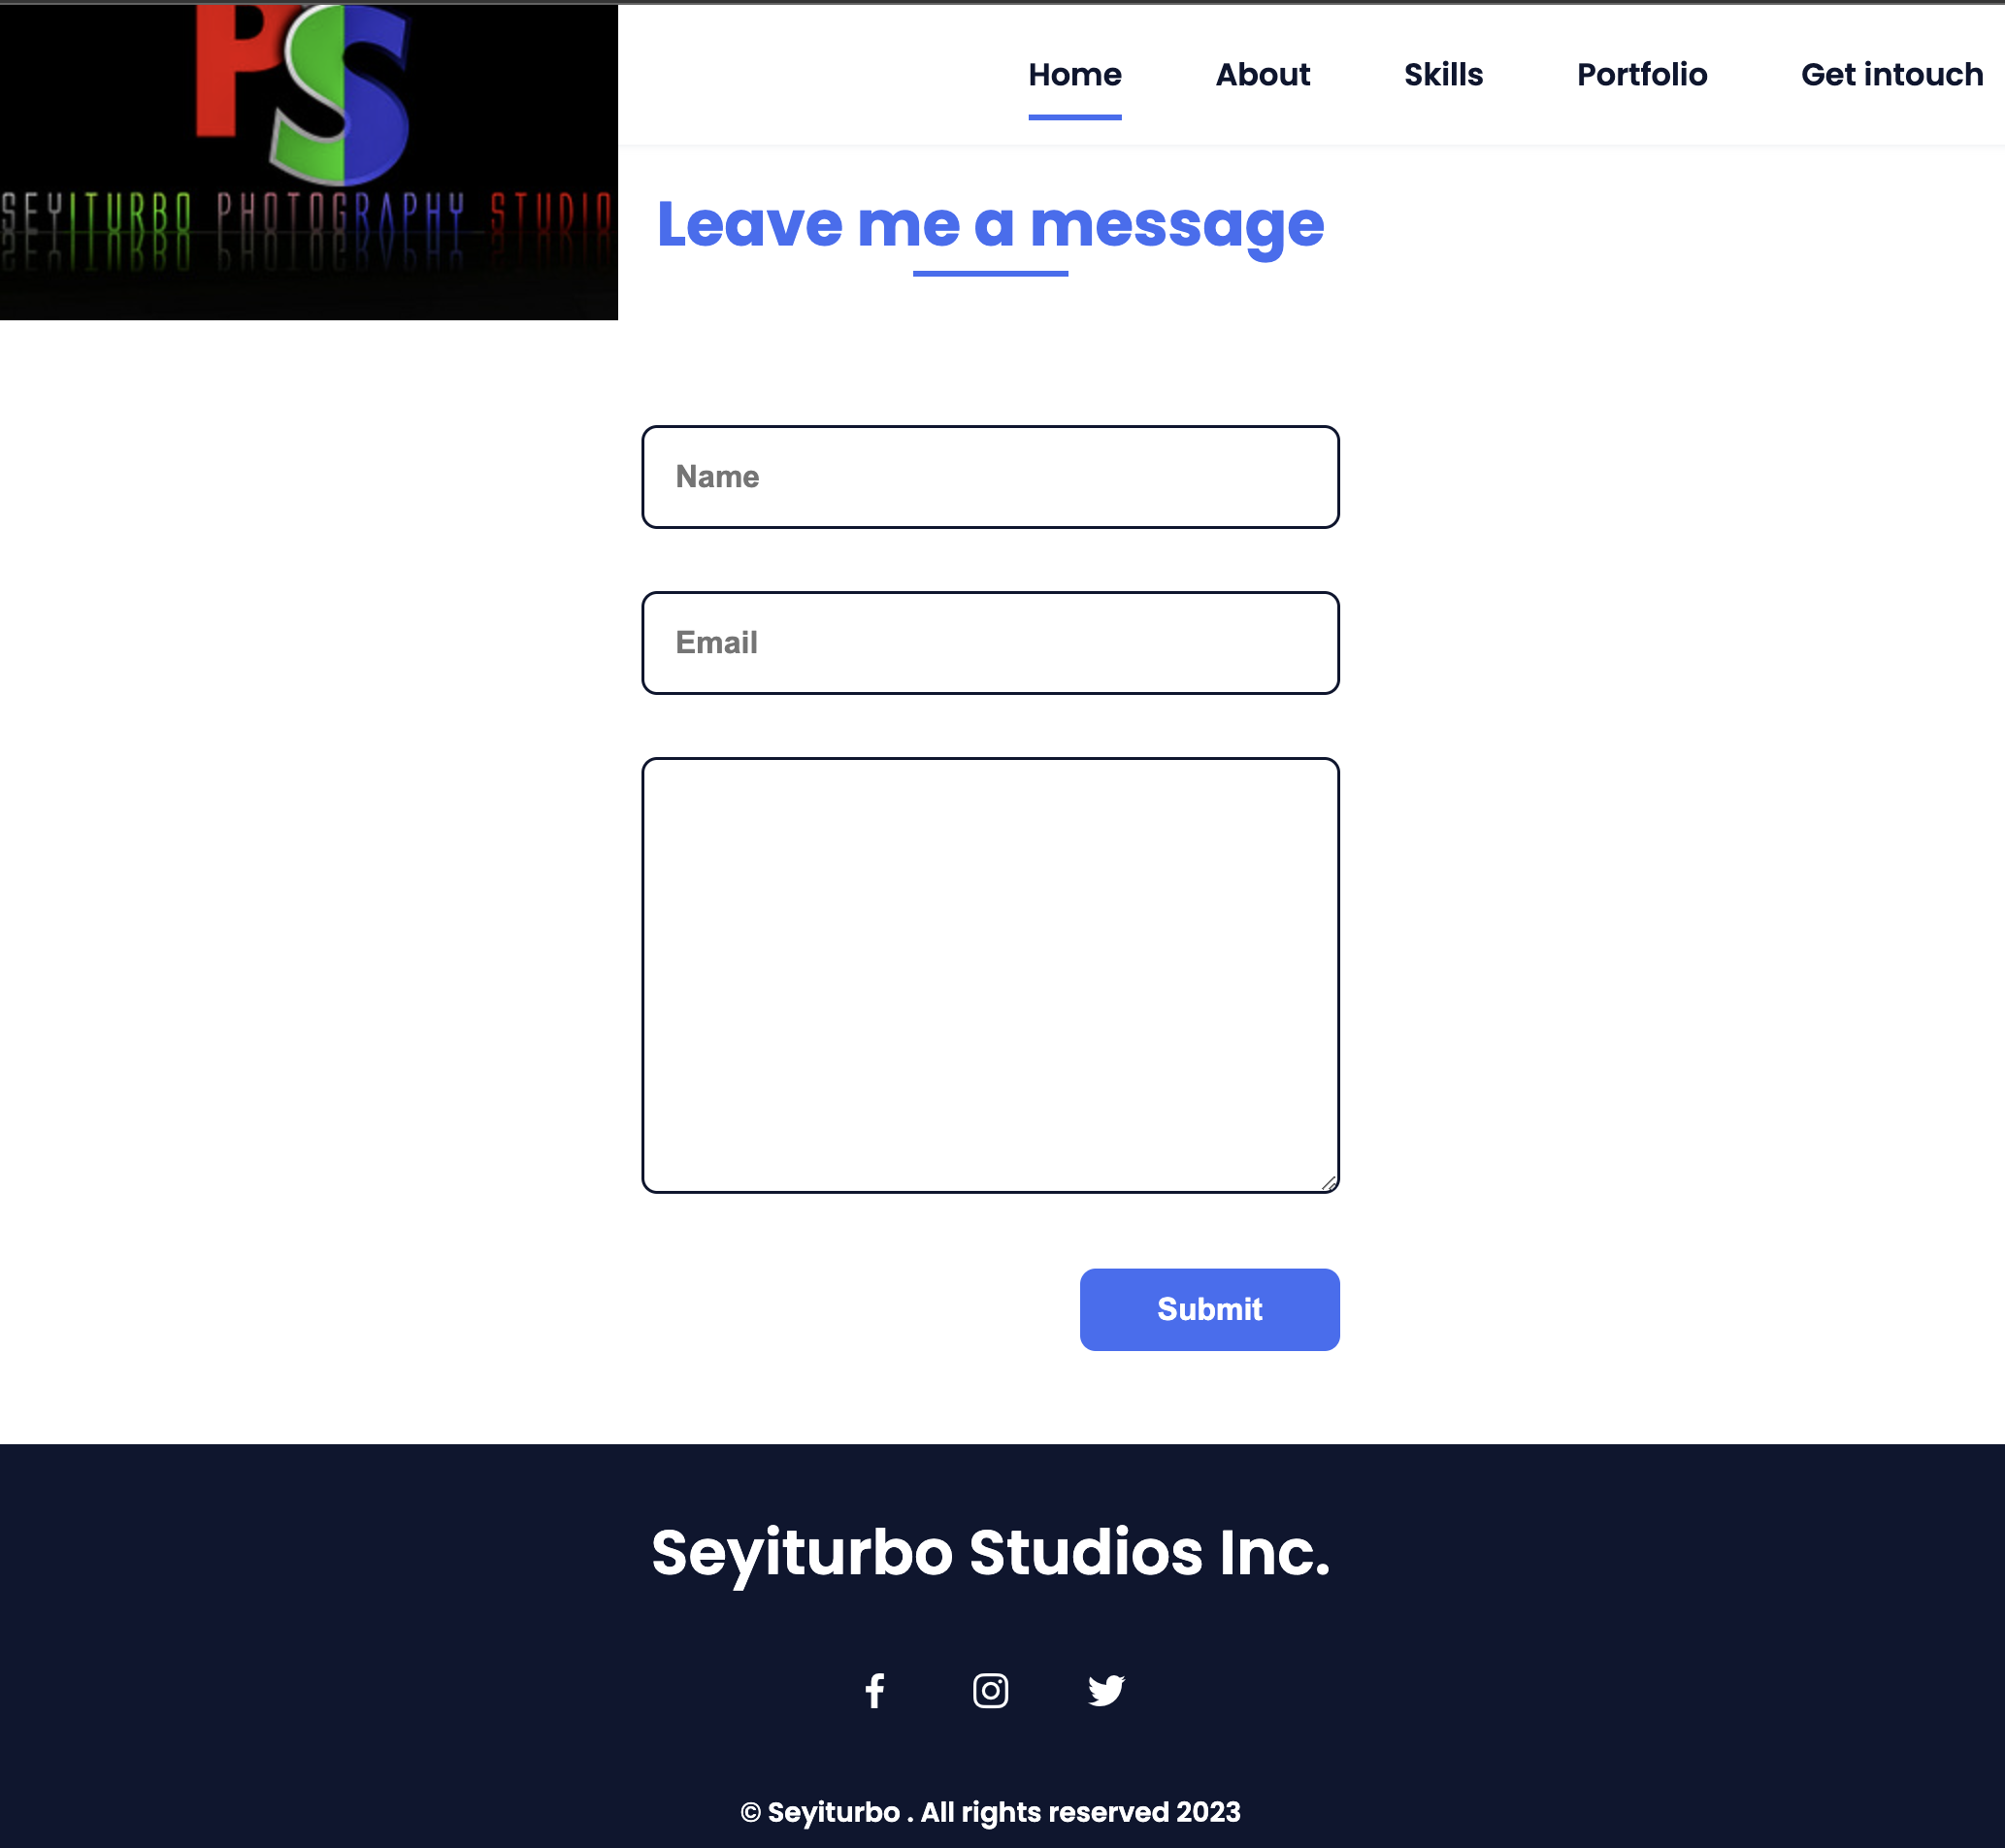 PS
SEYITURBO PHOTOGRAPHY STUDIO
Home About Skills Portfolio Get intouch
Leave me a message
Name
Email
Submit
Seyiturbo Studios Inc.
© Seyiturbo . All rights reserved 2023